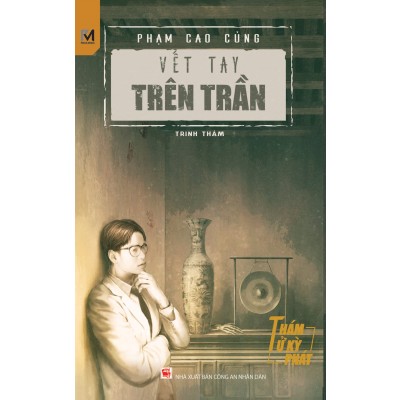 PHẠM CAO CỦNG
VẾT TAY
TRÊN TRẦN
TRINH THÁM
THÁM
TỬ KỲ
PHÁT
NHÀ XUẤT BẢN CÔNG AN NHÂN DÂN